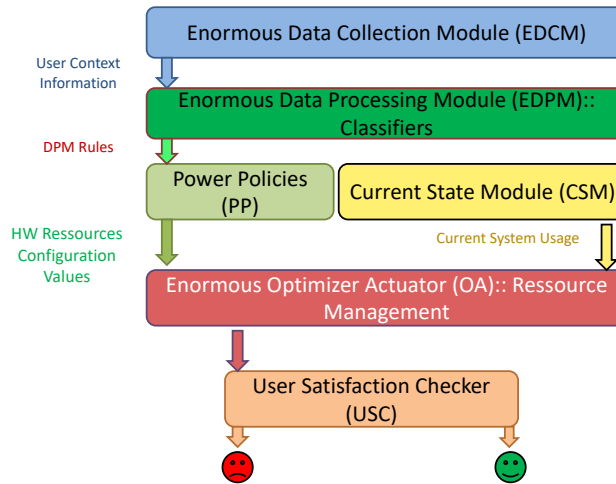 Enormous Data Collection Module (EDCM)
User Context
Information
Enormous Data Processing Module (EDPM)::
Classifiers
DPM Rules
Power Policies
(PP)
Current State Module (CSM)
HW Ressources
Configuration
Values
Current System Usage
Enormous Optimizer Actuator (OA):: Ressource
Management
User Satisfaction Checker
(USC)